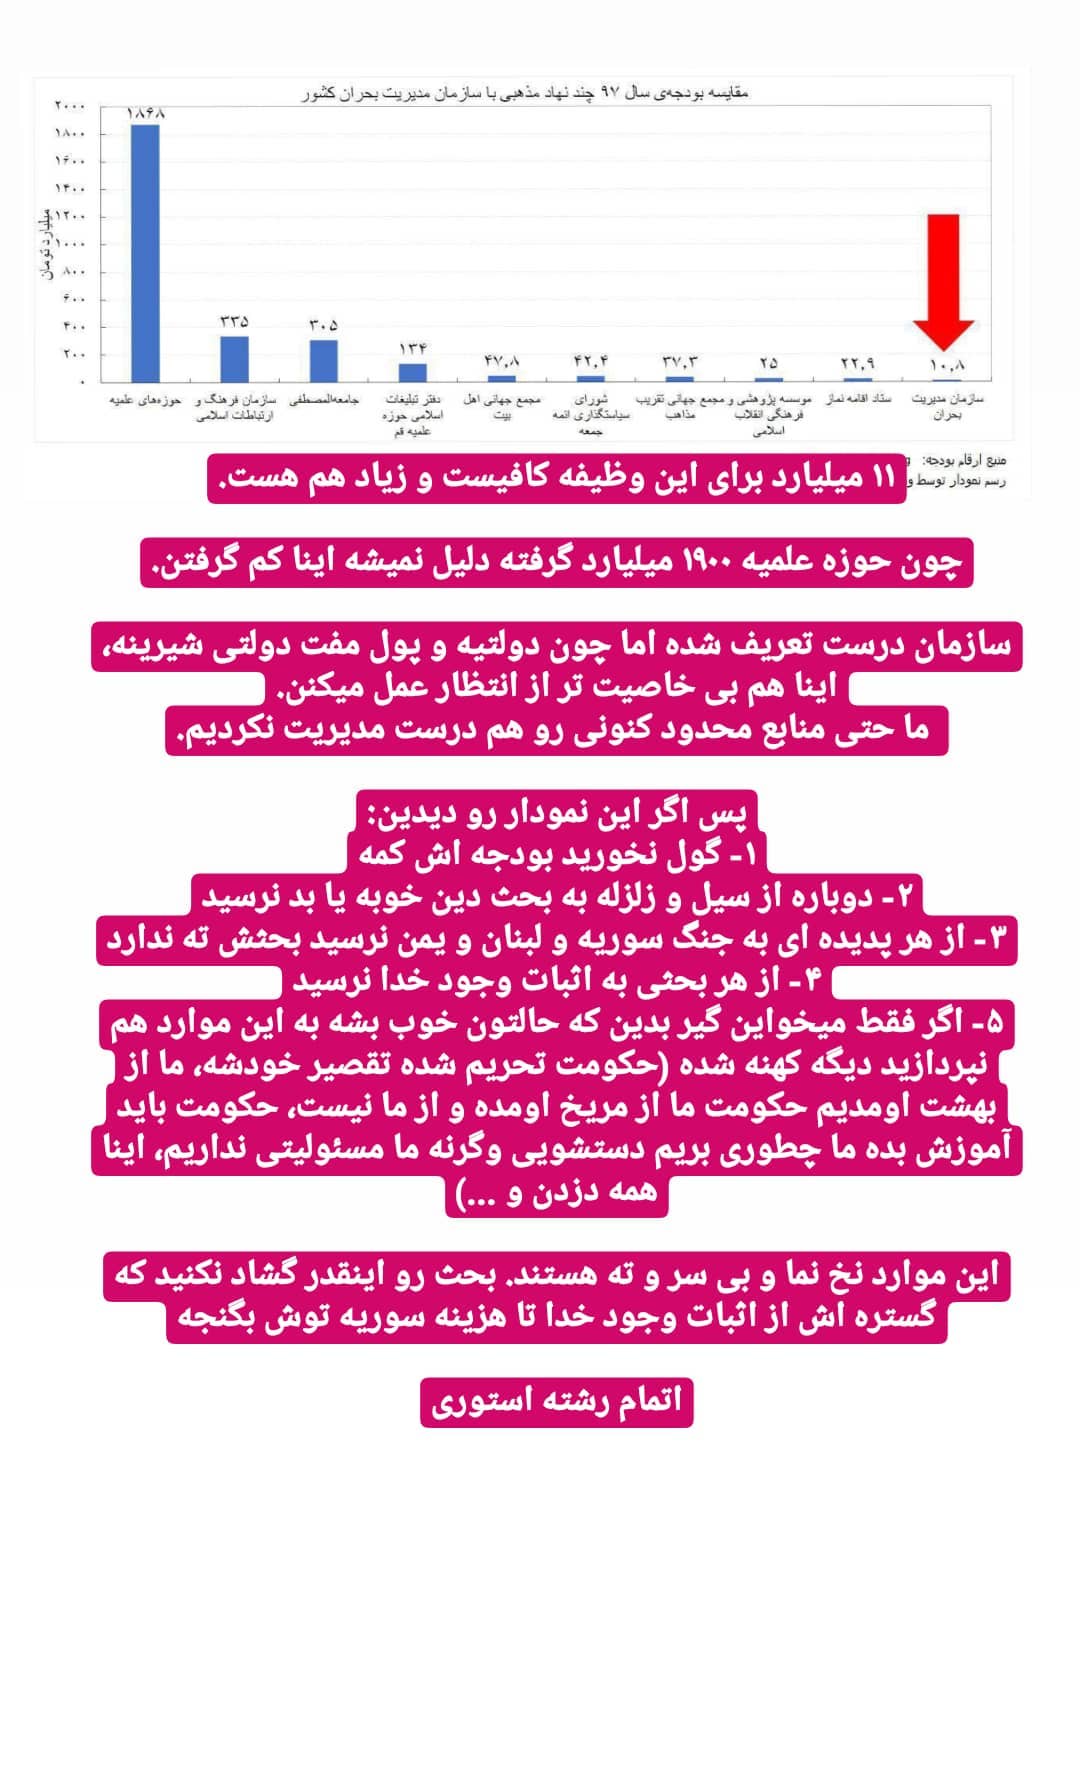 مقایسه بودجه‌ی سال ۹۷ چند نهاد مذهبی با سازمان مدیریت بحران کشور
میلیارد تومان
۲۰۰۰
۱۸۰۰
۱۶۰۰
۱۴۰۰
۱۲۰۰
۱۰۰۰
۸۰۰
۶۰۰
۴۰۰
۲۰۰
۰
۱۸۶۸
۳۳۵
۳۰۵
۱۳۴
۴۷,۸
۴۲,۴
۳۷,۳
۲۵
۲۲,۹
۱۰,۸
حوزه‌های علمیه
سازمان فرهنگ و
ارتباطات اسلامی
جامعه‌المصطفی
دفتر تبلیغات
اسلامی حوزه
علمیه قم
مجمع جهانی اهل
بیت
شورای
سیاستگذاری ائمه
جمعه
مجمع جهانی تقریب
مذاهب
موسسه پژوهشی و
فرهنگی انقلاب
اسلامی
ستاد اقامه نماز
سازمان مدیریت
بحران
منبع ارقام بودجه:
رسم نمودار توسط
۱۱ میلیارد برای این وظیفه کافیست و زیاد هم هست.
چون حوزه علمیه ۱۹۰۰ میلیارد گرفته دلیل نمیشه اینا کم گرفتن.
سازمان درست تعریف شده اما چون دولتیه و پول مفت دولتی شیرینه،
اینا هم بی خاصیت تر از انتظار عمل میکنن.
ما حتی منابع محدود کنونی رو هم درست مدیریت نکردیم.
پس اگر این نمودار رو دیدین:
۱- گول نخورید بودجه اش کمه
۲- دوباره از سیل و زلزله به بحث دین خوبه یا بد نرسید
۳- از هر پدیده ای به جنگ سوریه و لبنان و یمن نرسید بحثش ته ندارد
۴- از هر بحثی به اثبات وجود خدا نرسید
۵- اگر فقط میخواین گیر بدین که حالتون خوب بشه به این موارد هم
نپردازید دیگه کهنه شده (حکومت تحریم شده تقصیر خودشه، ما از
بهشت اومدیم حکومت ما از مریخ اومده و از ما نیست، حکومت باید
آموزش بده ما چطوری بریم دستشویی وگرنه ما مسئولیتی نداریم، اینا
همه دزدن و ...)
این موارد نخ نما و بی سر و ته هستند. بحث رو اینقدر گشاد نکنید که
گستره اش از اثبات وجود خدا تا هزینه سوریه توش بگنجه
اتمام رشته استوری